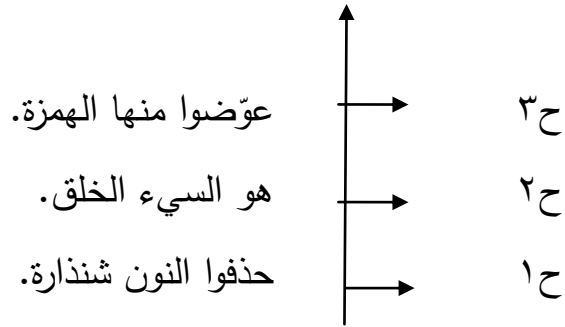 ح٣ عوّضوا منها الهمزة.
ح٢ هو السيء الخلق.
ح١ حذفوا النون شنذارة.